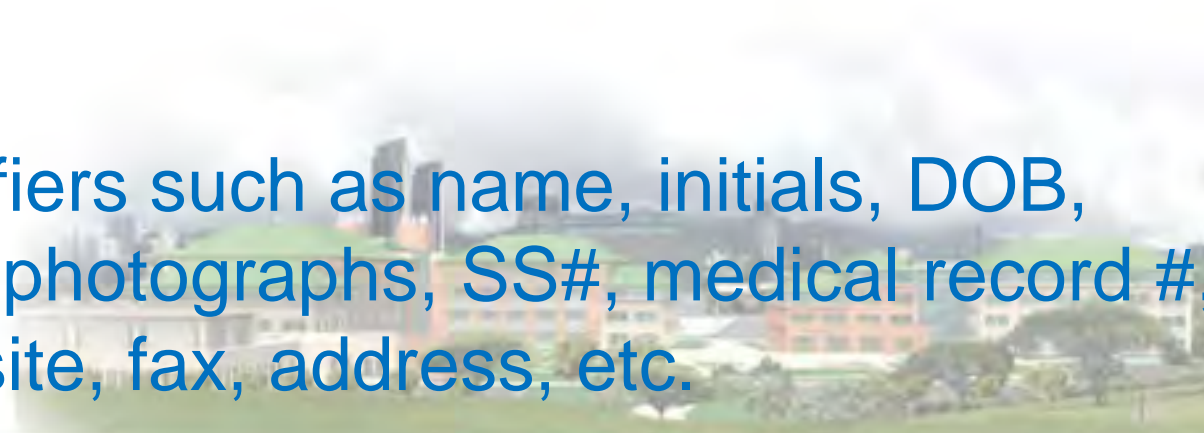 fiers such as name, initials, DOB,
photographs, SS#, medical record #,
site, fax, address, etc.